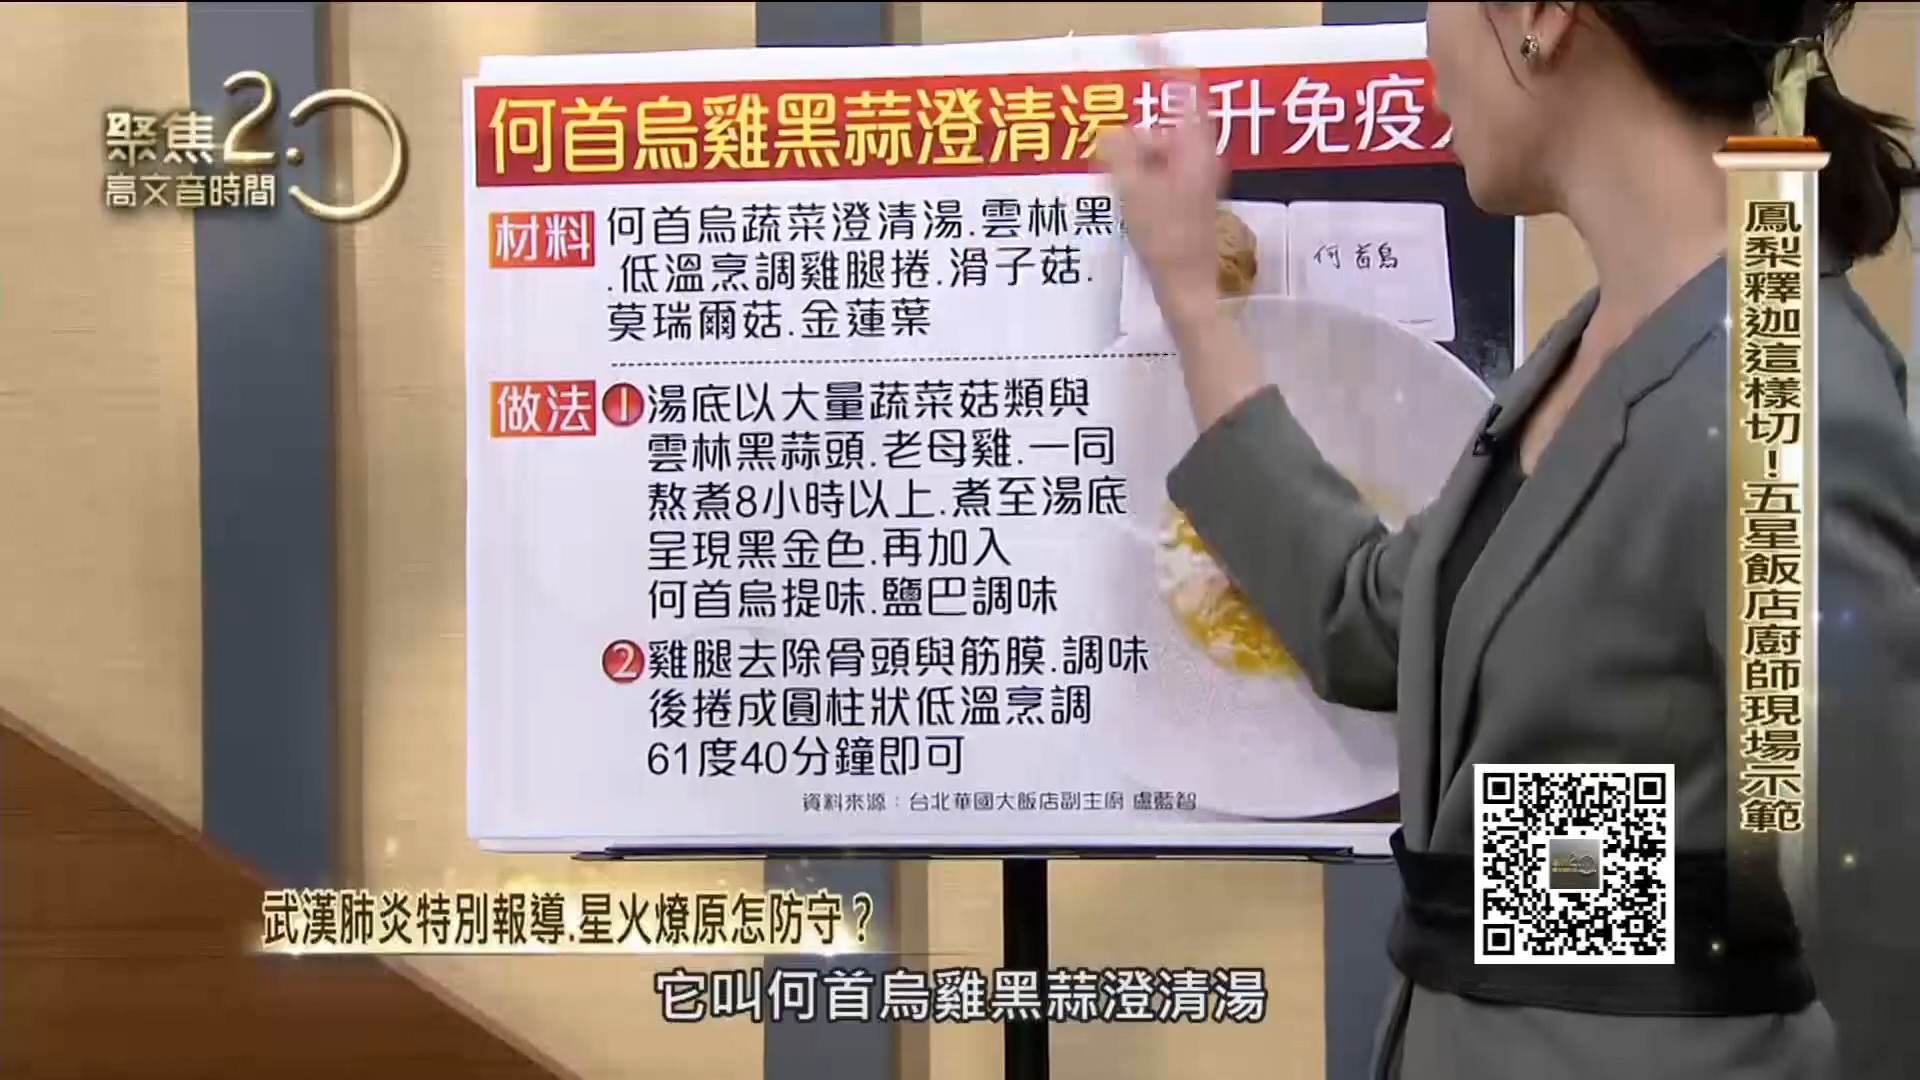 聚焦2.0
高文音時間
何首烏雞黑蒜澄清湯提升免疫
材料
何首烏蔬菜澄清湯.雲林黑
.低溫烹調雞腿捲.滑子菇.
莫瑞爾菇.金蓮葉
何首烏
做法
1湯底以大量蔬菜菇類與
雲林黑蒜頭.老母雞.一同
熬煮8小時以上.煮至湯底
呈現黑金色.再加入
何首烏提味.鹽巴調味
2雞腿去除骨頭與筋膜.調味
後捲成圓柱狀低溫烹調
61度40分鐘即可
資料來源：台北華國大飯店副主廚 盧藍智
鳳梨釋迦這樣切！五星飯店廚師現場示範
武漢肺炎特別報導.星火燎原怎防守？
它叫何首烏雞黑蒜澄清湯